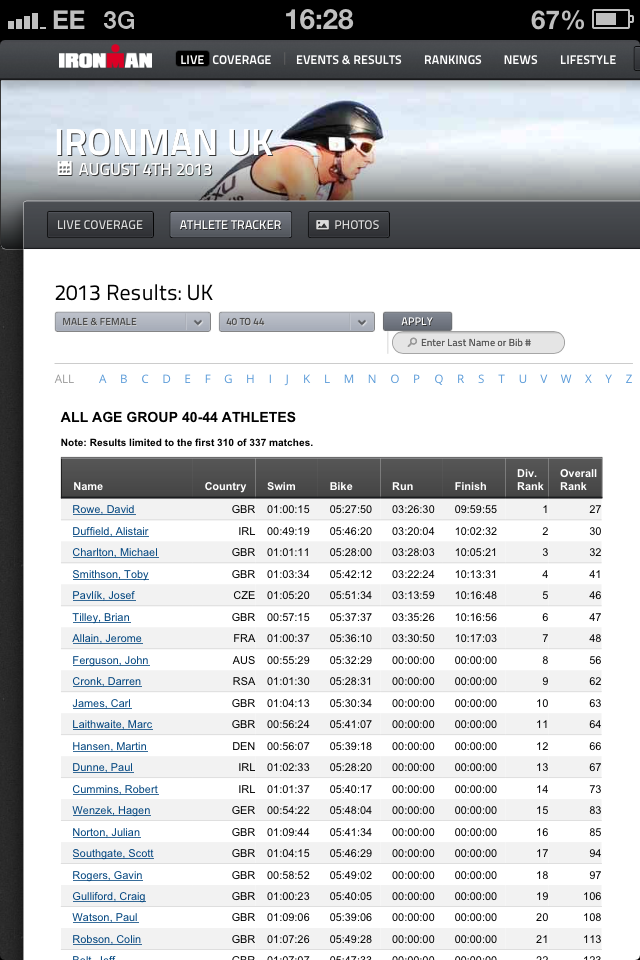 EE 3G 16:28 67%
IRONMAN LIVE COVERAGE EVENTS & RESULTS RANKINGS NEWS LIFESTYLE
IRONMAN UK
AUGUST 4TH 2013
LIVE COVERAGE ATHLETE TRACKER PHOTOS
2013 Results: UK
MALE & FEMALE 40 TO 44 APPLY
Enter Last Name or Bib #
ALL A B C D E F G H I J K L M N O P Q R S T U V W X Y Z
ALL AGE GROUP 40-44 ATHLETES
Note: Results limited to the first 310 of 337 matches.
Name Country Swim Bike Run Finish Div. Rank Overall Rank
Rowe, David GBR 01:00:15 05:27:50 03:26:30 09:59:55 1 27
Duffield, Alistair IRL 00:49:19 05:46:20 03:20:04 10:02:32 2 30
Charlton, Michael GBR 01:01:11 05:28:00 03:28:03 10:05:21 3 32
Smithson, Toby GBR 01:03:34 05:42:12 03:22:24 10:13:31 4 41
Pavlík, Josef CZE 01:05:20 05:51:34 03:13:59 10:16:48 5 46
Tilley, Brian GBR 00:57:15 05:37:37 03:35:26 10:16:56 6 47
Allain, Jerome FRA 01:00:37 05:36:10 03:30:50 10:17:03 7 48
Ferguson, John AUS 00:55:29 05:32:29 00:00:00 00:00:00 8 56
Cronk, Darren RSA 01:01:30 05:28:31 00:00:00 00:00:00 9 62
James, Carl GBR 01:04:13 05:30:34 00:00:00 00:00:00 10 63
Laithwaite, Marc GBR 00:56:24 05:41:07 00:00:00 00:00:00 11 64
Hansen, Martin DEN 00:56:07 05:39:18 00:00:00 00:00:00 12 66
Dunne, Paul IRL 01:02:33 05:28:20 00:00:00 00:00:00 13 67
Cummins, Robert IRL 01:01:37 05:40:17 00:00:00 00:00:00 14 73
Wenzek, Hagen GER 00:54:22 05:48:04 00:00:00 00:00:00 15 83
Norton, Julian GBR 01:09:44 05:41:34 00:00:00 00:00:00 16 85
Southgate, Scott GBR 01:04:15 05:46:29 00:00:00 00:00:00 17 94
Rogers, Gavin GBR 00:58:52 05:49:02 00:00:00 00:00:00 18 97
Gulliford, Craig GBR 01:00:23 05:40:05 00:00:00 00:00:00 19 106
Watson, Paul GBR 01:09:06 05:39:06 00:00:00 00:00:00 20 108
Robson, Colin GBR 01:07:26 05:49:28 00:00:00 00:00:00 21 113